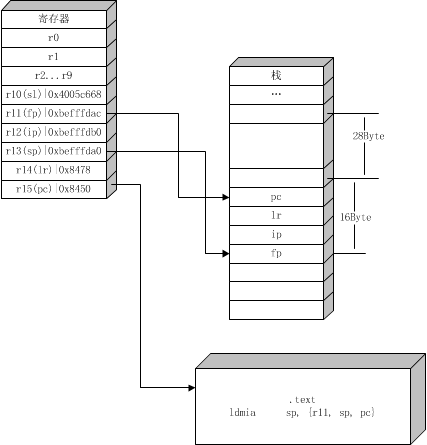 寄存器
r0
r1
r2...r9
r10(sl)|0x4005c668
r11(fp)|0xbefffdac
r12(ip)|0xbefffdb0
r13(sp)|0xbefffda0
r14(lr)|0x8478
r15(pc)|0x8450
栈
...
28Byte
pc
lr
16Byte
ip
fp
.text
ldmia sp, {r11, sp, pc}